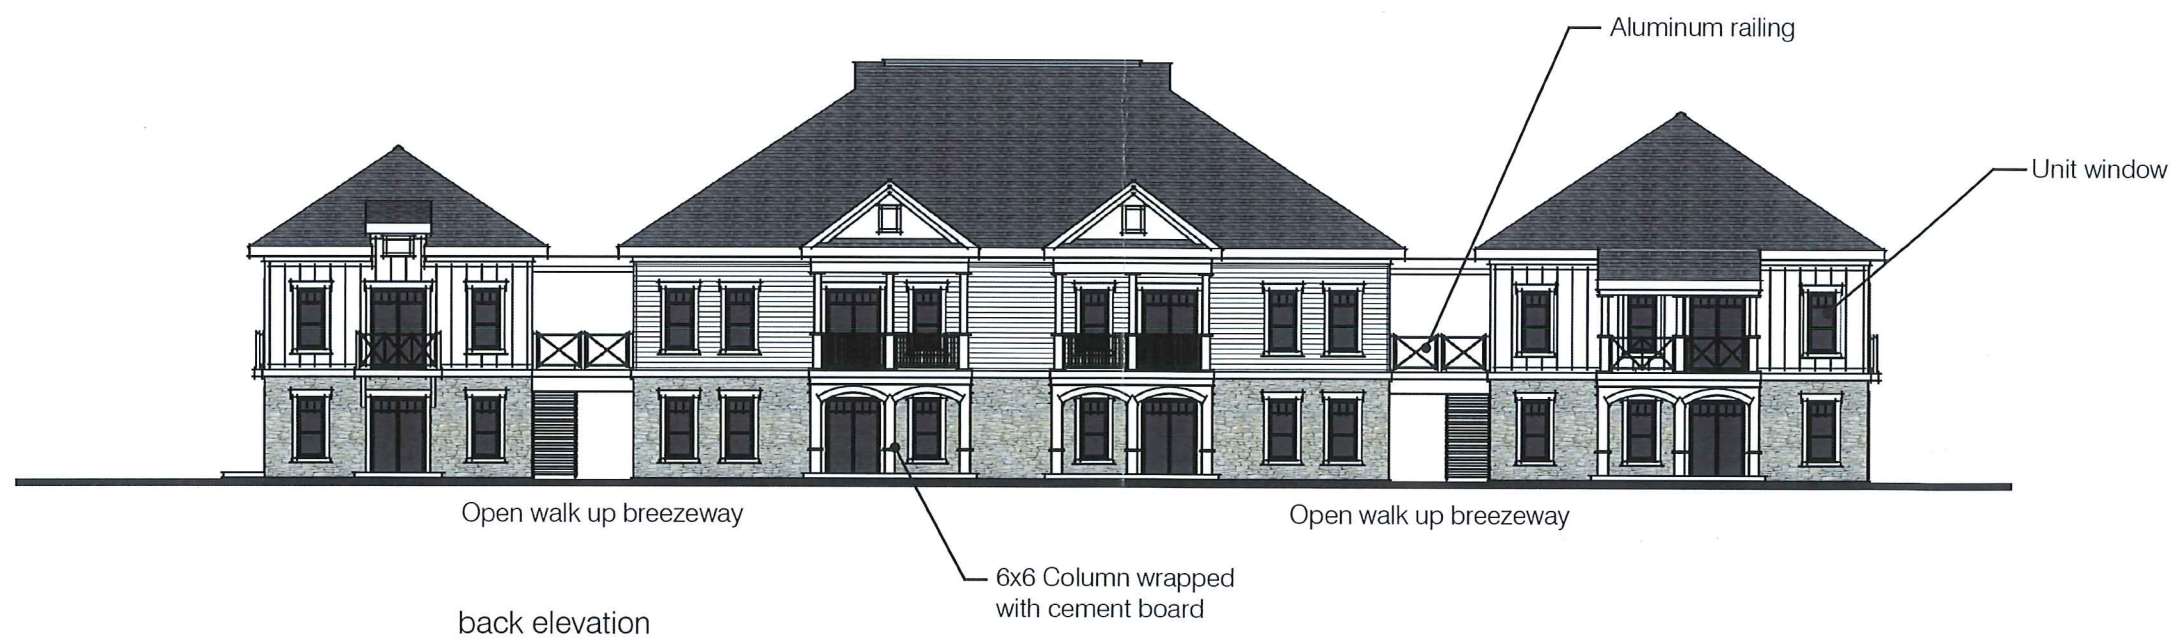 Aluminum railing
Unit window
Open walk up breezeway
Open walk up breezeway
6x6 Column wrapped
with cement board
back elevation